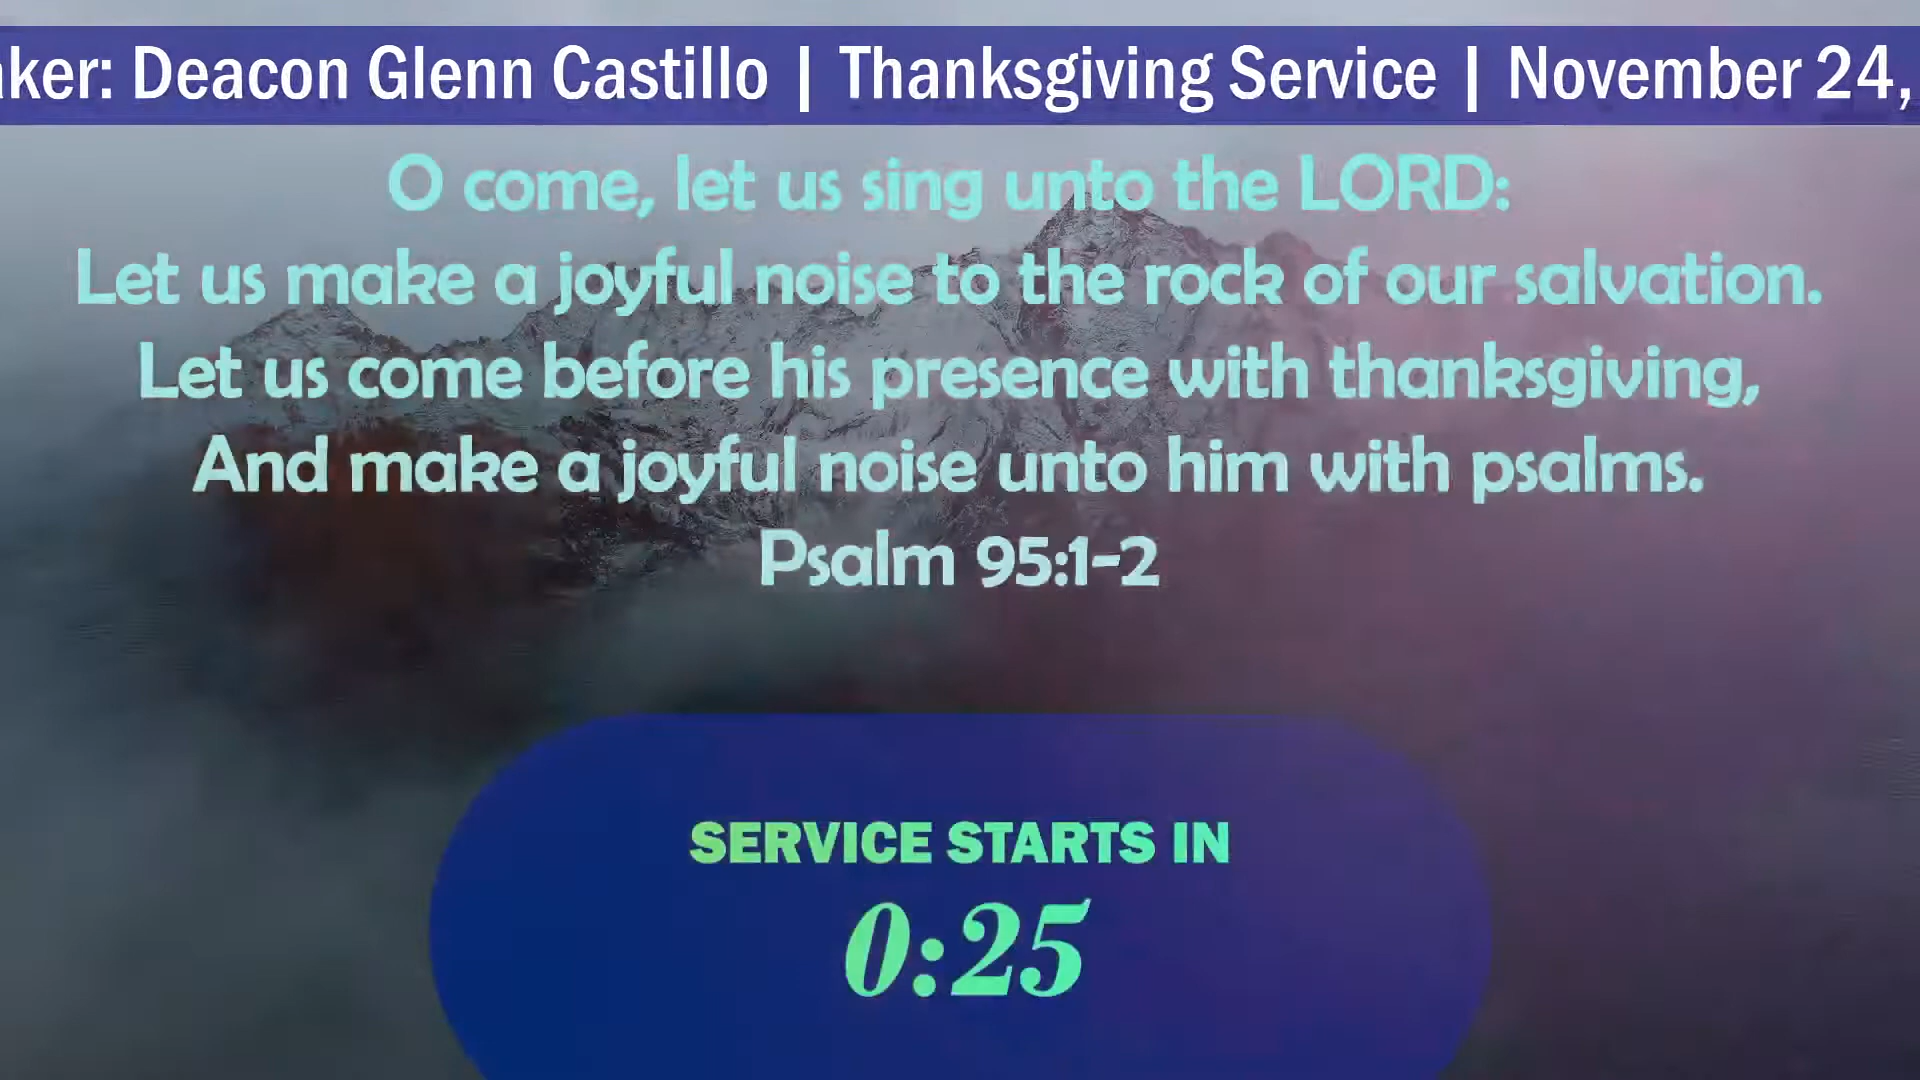 Deacon Glenn Castillo | Thanksgiving Service | November 24,
O come, let us sing unto the LORD:
Let us make a joyful noise to the rock of our salvation.
Let us come before his presence with thanksgiving,
And make a joyful noise unto him with psalms.
Psalm 95:1-2
SERVICE STARTS IN
0:25